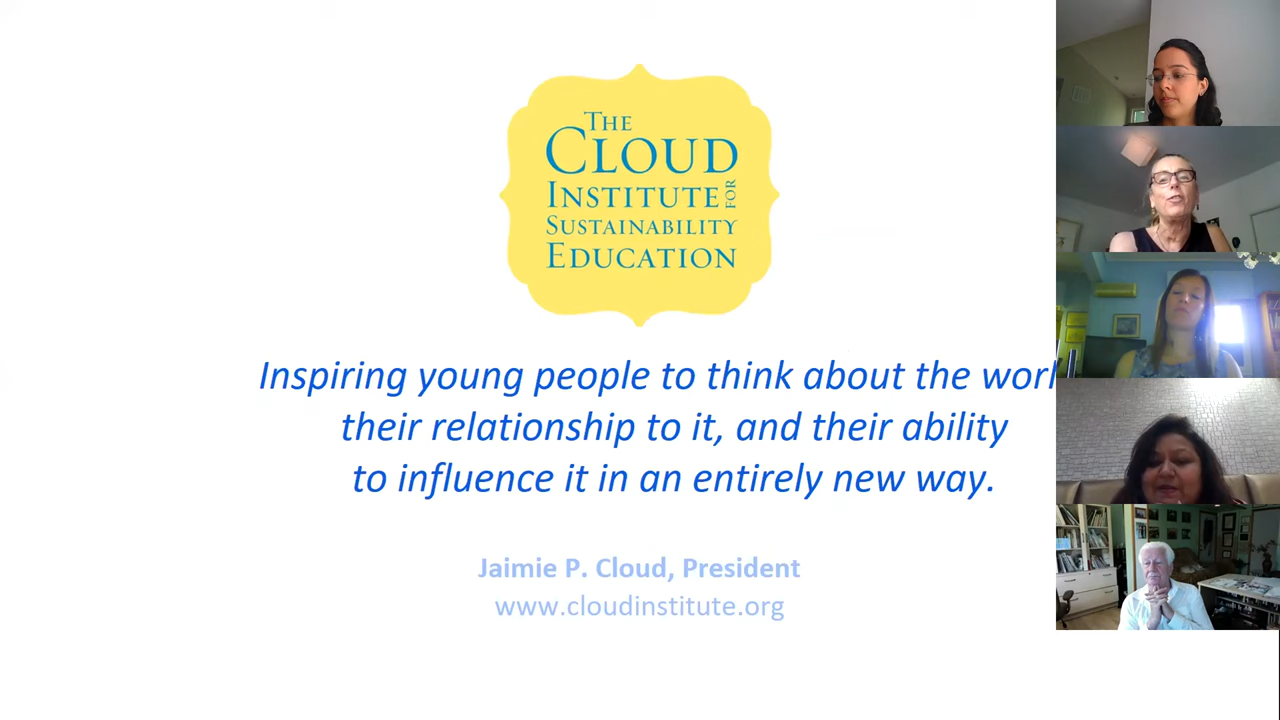 THE
CLOUD
INSTITUTE FOR
SUSTAINABILITY
EDUCATION
Inspiring young people to think about the
their relationship to it, and their ability
to influence it in an entirely new way.
Jaimie P. Cloud, President
www.cloudinstitute.org